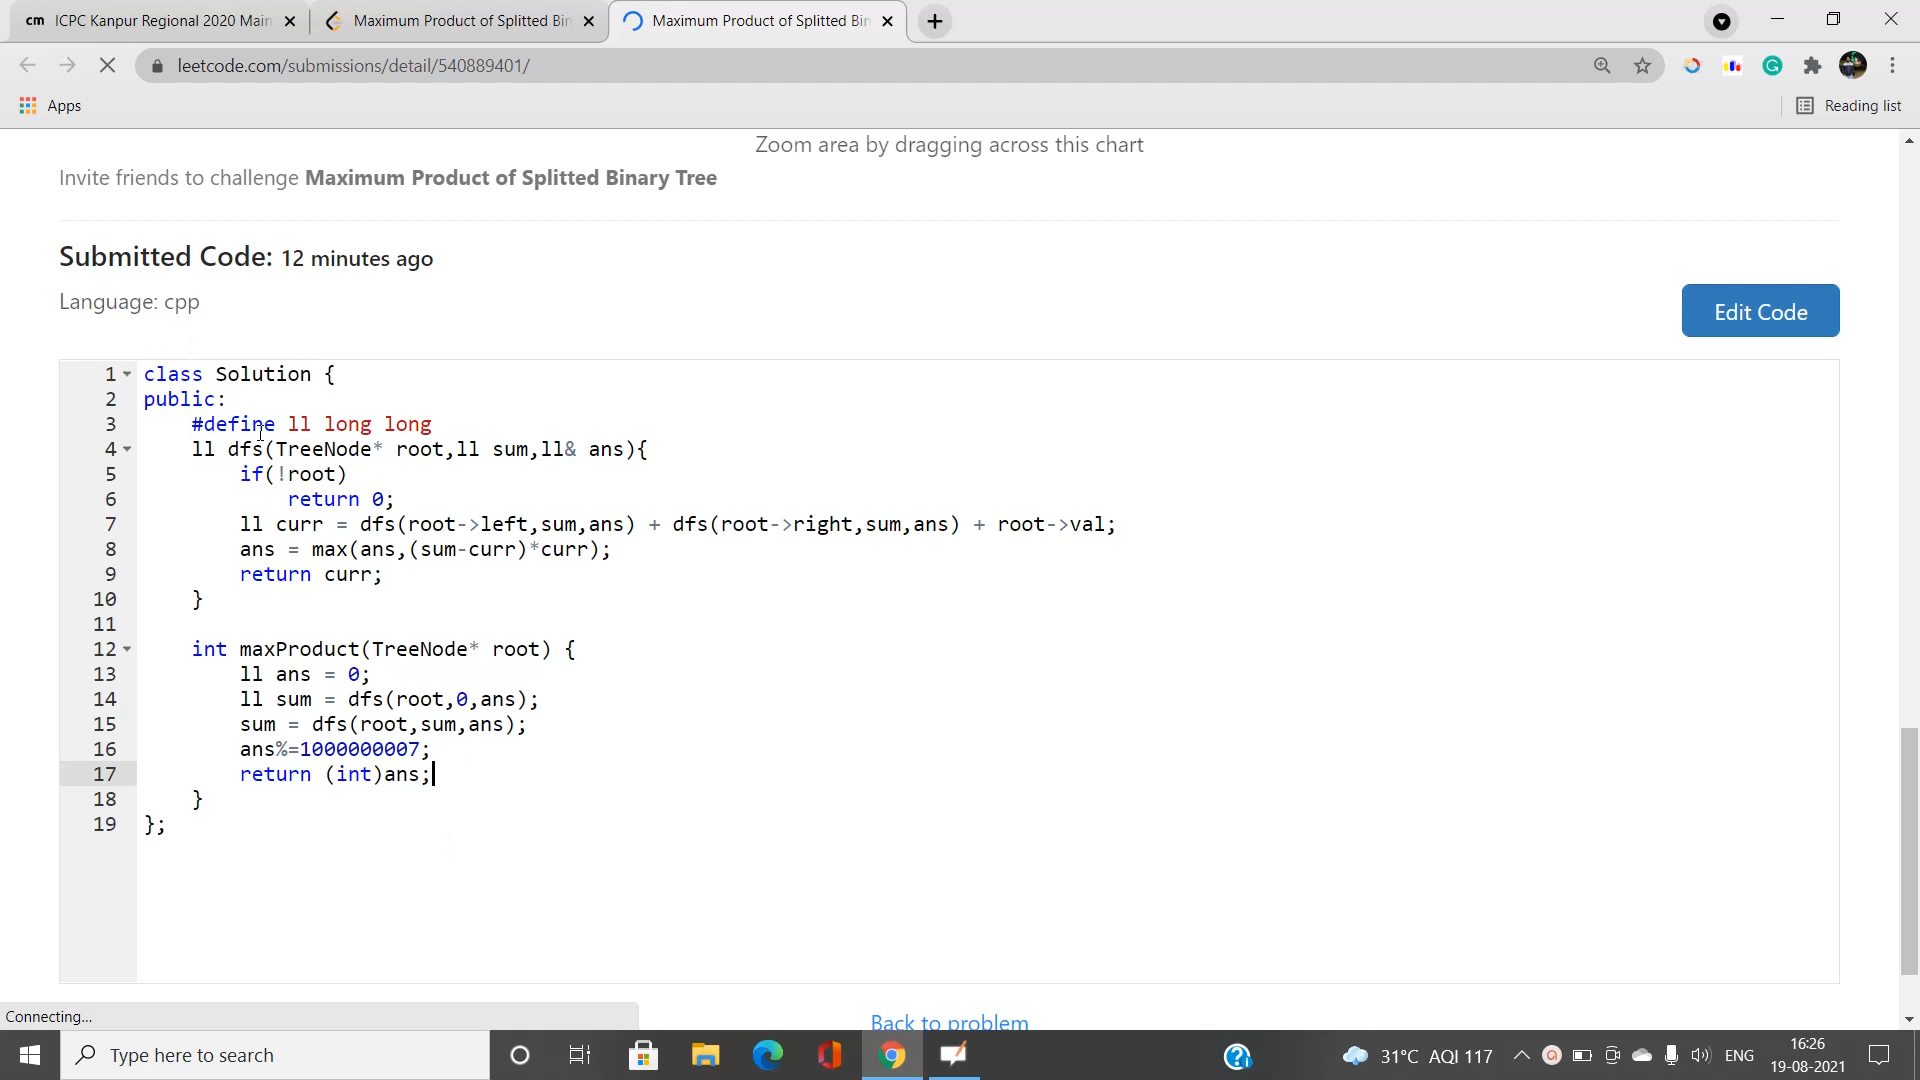 cm ICPC Kanpur Regional 2020 Main
Maximum Product of Splitted Bin
Maximum Product of Splitted Bin
leetcode.com/submissions/detail/540889401/
Apps
Reading list
Zoom area by dragging across this chart
Invite friends to challenge Maximum Product of Splitted Binary Tree
Submitted Code: 12 minutes ago
Language: cpp
Edit Code
1 class Solution {
2 public:
3 #define ll long long
4 ll dfs(TreeNode* root,ll sum,ll& ans){
5 if(!root)
6 return 0;
7 ll curr = dfs(root->left,sum,ans) + dfs(root->right,sum,ans) + root->val;
8 ans = max(ans,(sum-curr)*curr);
9 return curr;
10 }
11
12 int maxProduct(TreeNode* root) {
13 ll ans = 0;
14 ll sum = dfs(root,0,ans);
15 sum = dfs(root,sum,ans);
16 ans%=1000000007;
17 return (int)ans;
18 }
19 };
Connecting...
Back to problem
Type here to search
31°C AQI 117
ENG
16:26
19-08-2021